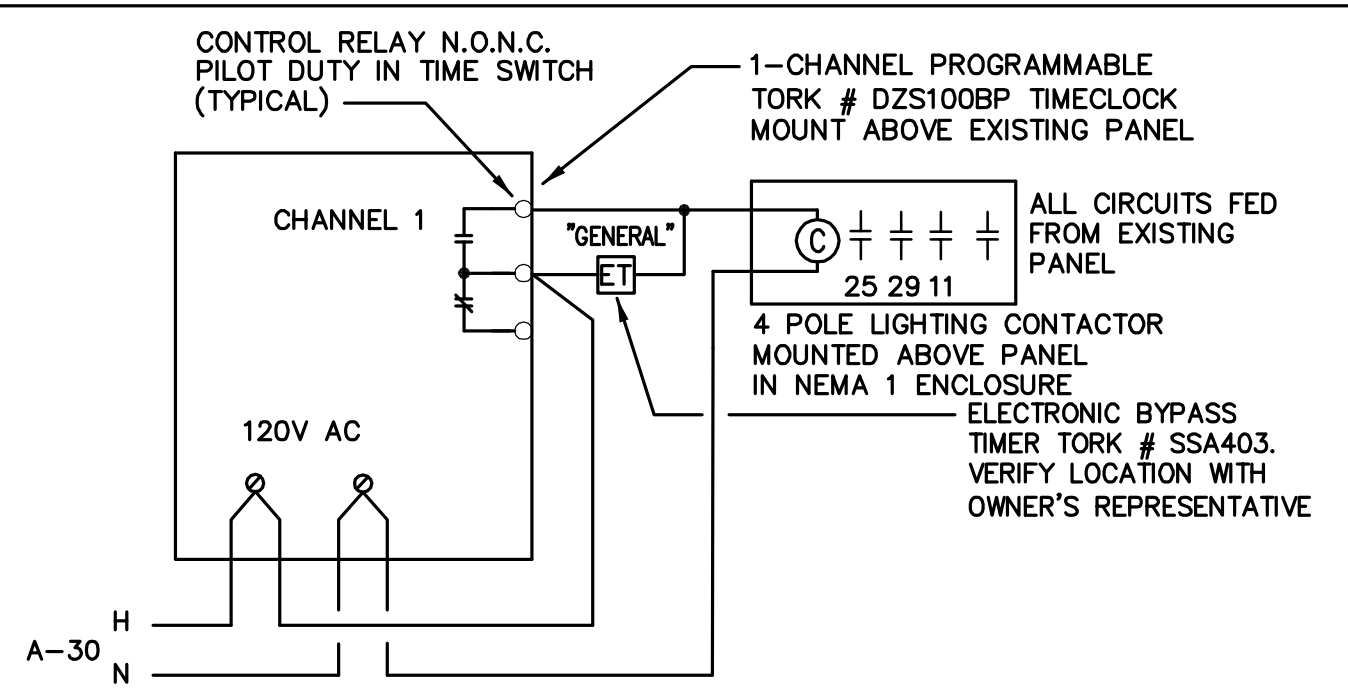 CONTROL RELAY N.O.N.C.
PILOT DUTY IN TIME SWITCH
(TYPICAL)
1-CHANNEL PROGRAMMABLE
TORK # DZS100BP TIMECLOCK
MOUNT ABOVE EXISTING PANEL
CHANNEL 1
"GENERAL"
ET
C
25 29 11
ALL CIRCUITS FED
FROM EXISTING
PANEL
4 POLE LIGHTING CONTACTOR
MOUNTED ABOVE PANEL
IN NEMA 1 ENCLOSURE
ELECTRONIC BYPASS
TIMER TORK # SSA403.
VERIFY LOCATION WITH
OWNER'S REPRESENTATIVE
120V AC
H
A-30
N